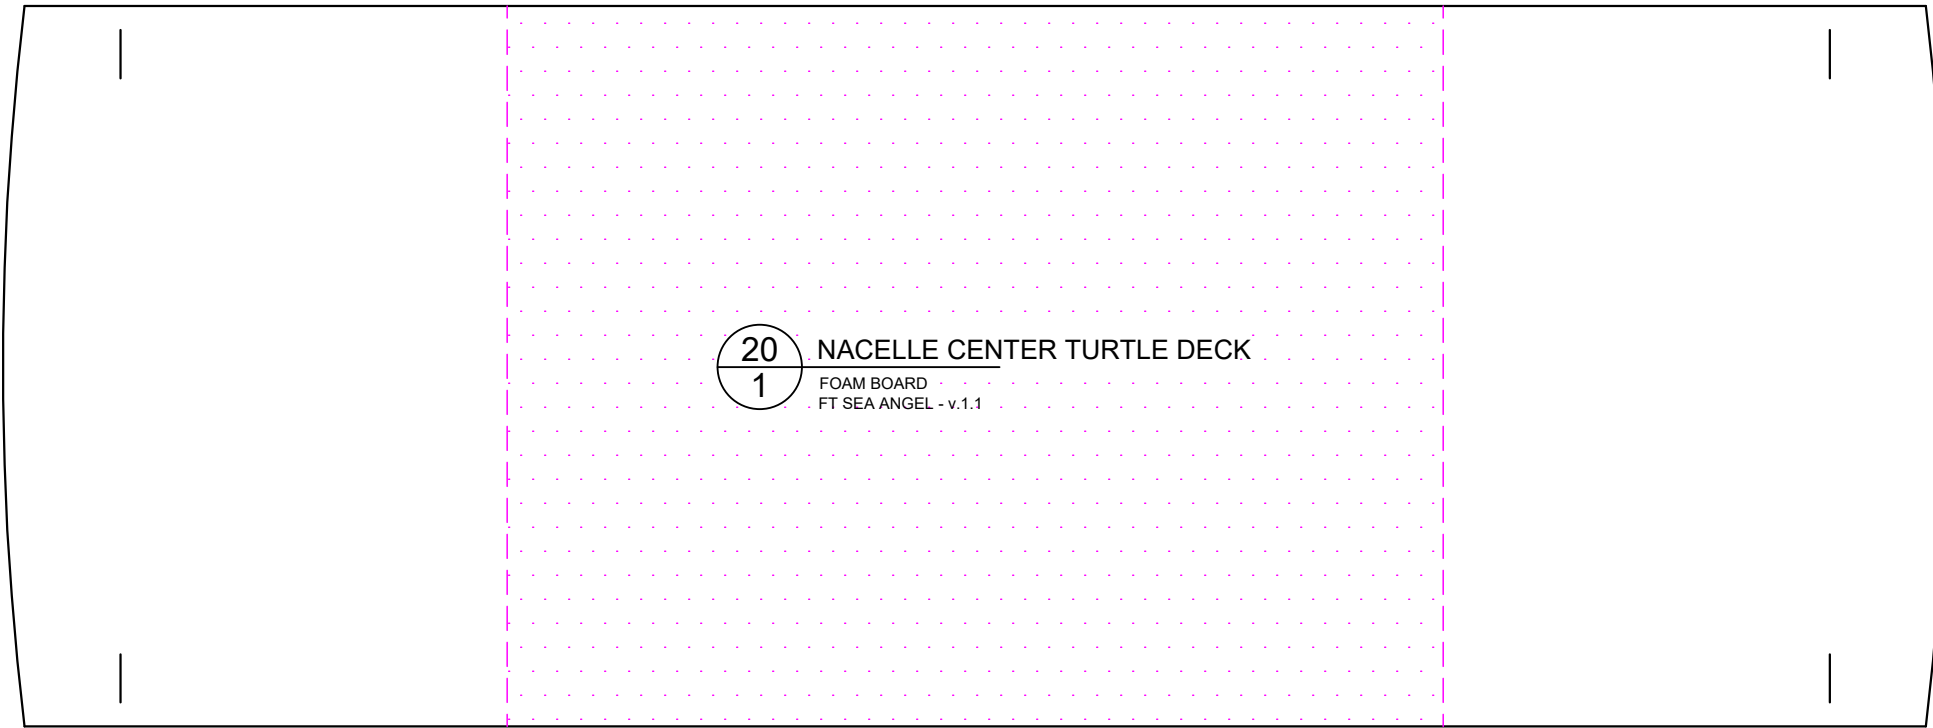 20
1
NACELLE CENTER TURTLE DECK
FOAM BOARD
FT SEA ANGEL - v.1.1